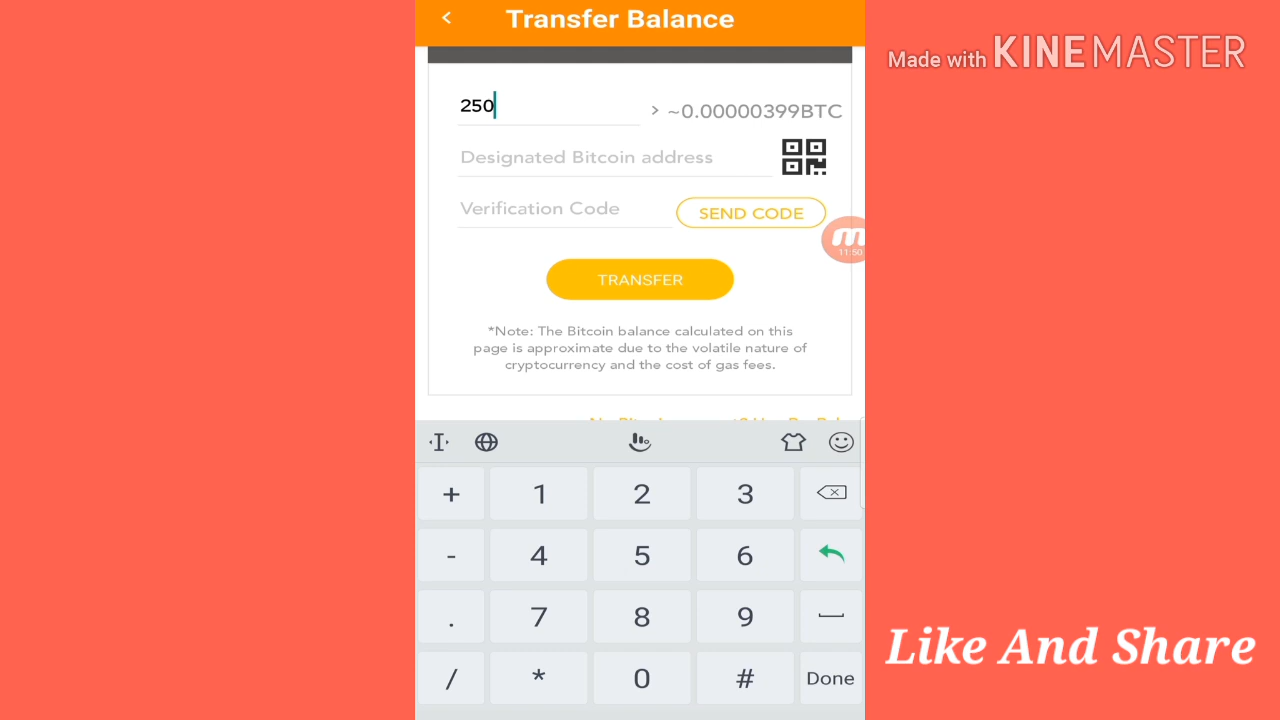 Transfer Balance
Made with KINEMASTER
250
> ~0.00000399BTC
Designated Bitcoin address
Verification Code
SEND CODE
11:50
TRANSFER
*Note: The Bitcoin balance calculated on this
page is approximate due to the volatile nature of
cryptocurrency and the cost of gas fees.
+ 1 2 3
- 4 5 6
. 7 8 9
/ * 0 # Done
Like And Share